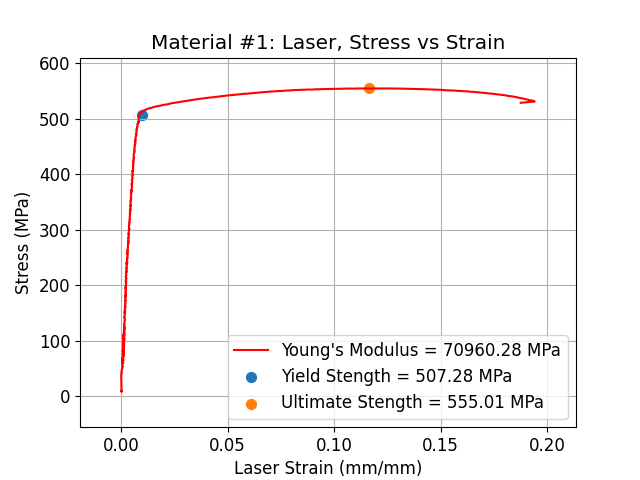 Material #1: Laser, Stress vs Strain
600
500
400
300
200
100
0
Stress (MPa)
Young's Modulus = 70960.28 MPa
Yield Stength = 507.28 MPa
Ultimate Stength = 555.01 MPa
0.00 0.05 0.10 0.15 0.20
Laser Strain (mm/mm)